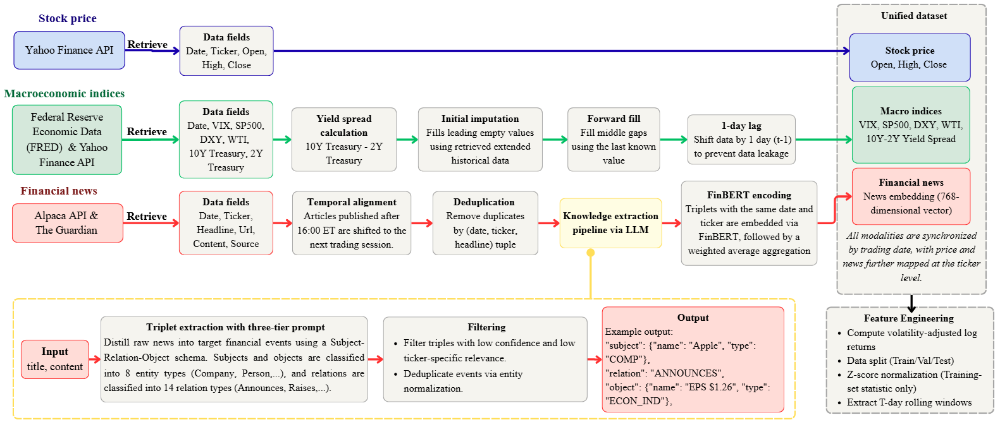 Stock price
Yahoo Finance API
Retrieve
Data fields
Date, Ticker, Open,
High, Close
Macroeconomic indices
Federal Reserve
Economic Data
(FRED) & Yahoo
Finance API
Retrieve
Data fields
Date, VIX, SP500,
DXY, WTI,
10Y Treasury, 2Y
Treasury
Yield spread
calculation
10Y Treasury - 2Y
Treasury
Initial imputation
Fills leading empty values
using retrieved extended
historical data
Forward fill
Fill middle gaps
using the last known
value
1-day lag
Shift data by 1 day (t-1)
to prevent data leakage
Financial news
Alpaca API &
The Guardian
Retrieve
Data fields
Date, Ticker,
Headline, Url,
Content, Source
Temporal alignment
Articles published after
16:00 ET are shifted to the
next trading session.
Deduplication
Remove duplicates
by (date, ticker,
headline) tuple
Knowledge extraction
pipeline via LLM
FinBERT encoding
Triplets with the same date and
ticker are embedded via
FinBERT, followed by a
weighted average aggregation
Unified dataset
Stock price
Open, High, Close
Macro indices
VIX, SP500, DXY, WTI,
10Y-2Y Yield Spread
Financial news
News embedding (768-
dimensional vector)
All modalities are synchronized
by trading date, with price and
news further mapped at the ticker
level.
Input
title, content
Triplet extraction with three-tier prompt
Distill raw news into target financial events using a Subject-
Relation-Object schema. Subjects and objects are classified
into 8 entity types (Company, Person,...), and relations are
classified into 14 relation types (Announces, Raises,...).
Filtering
• Filter triples with low confidence and low
ticker-specific relevance.
• Deduplicate events via entity
normalization.
Output
Example output:
"subject": {"name": "Apple", "type":
"COMP"},
"relation": "ANNOUNCES",
"object": {"name": "EPS $1.26", "type":
"ECON_IND"},
Feature Engineering
• Compute volatility-adjusted log
returns
• Data split (Train/Val/Test)
• Z-score normalization (Training-
set statistic only)
• Extract T-day rolling windows